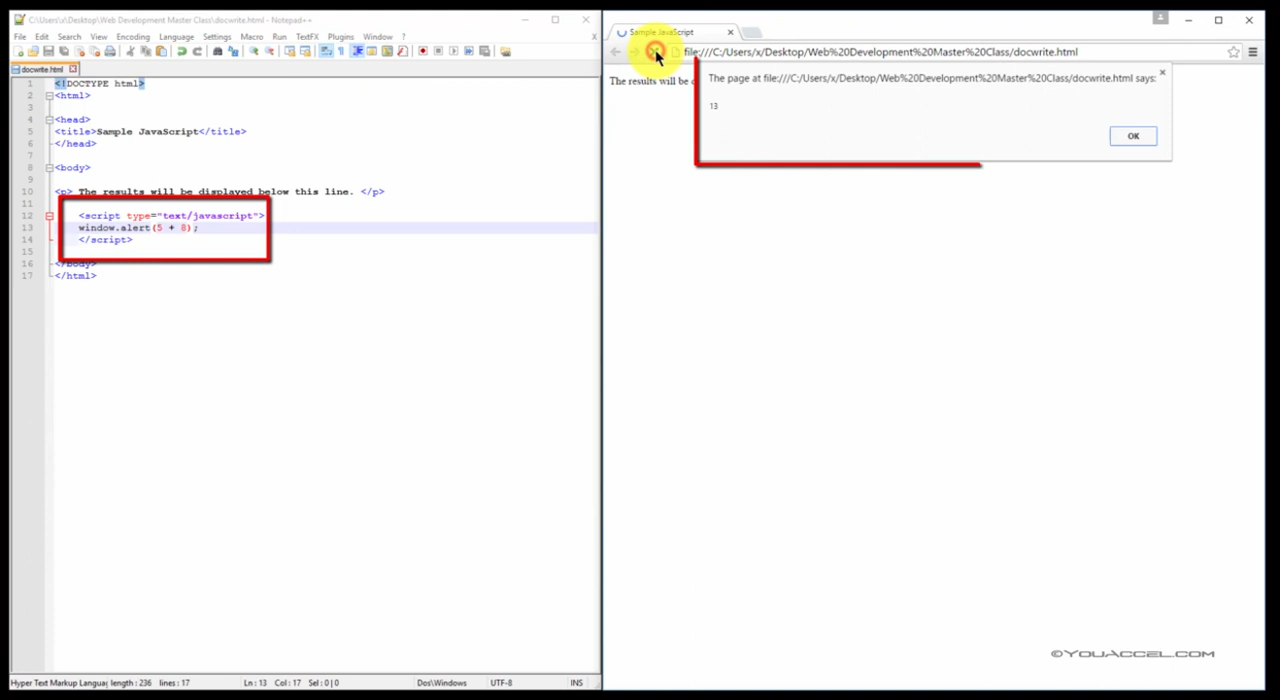 C:\Users\x\Desktop\Web Development Master Class\docwrite.html - Notepad++
File Edit Search View Encoding Language Settings Macro Run TextFX Plugins Window ? X
docwrite.html
1 <!DOCTYPE html>
2 <html>
3
4 <head>
5 <title>Sample JavaScript</title>
6 </head>
7
8 <body>
9
10 <p> The results will be displayed below this line. </p>
11
12 <script type="text/javascript">
13 window.alert(5 + 8);
14 </script>
15
16 </body>
17 </html>
Hyper Text Markup Languag length : 236 lines : 17 Ln : 13 Col : 17 Sel : 0 | 0 Dos\Windows UTF-8 INS
Sample JavaScript
file:///C:/Users/x/Desktop/Web%20Development%20Master%20Class/docwrite.html
The results will be
The page at file:///C:/Users/x/Desktop/Web%20Development%20Master%20Class/docwrite.html says:
13
OK
©YOUACCEL.COM